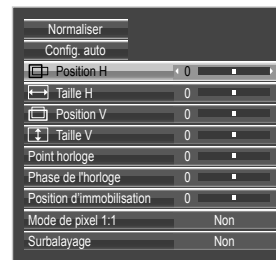 Normaliser
Config. auto
Position H 0
Taille H 0
Position V 0
Taille V 0
Point horloge 0
Phase de l'horloge 0
Position d'immobilisation 0
Mode de pixel 1:1 Non
Surbalayage Non